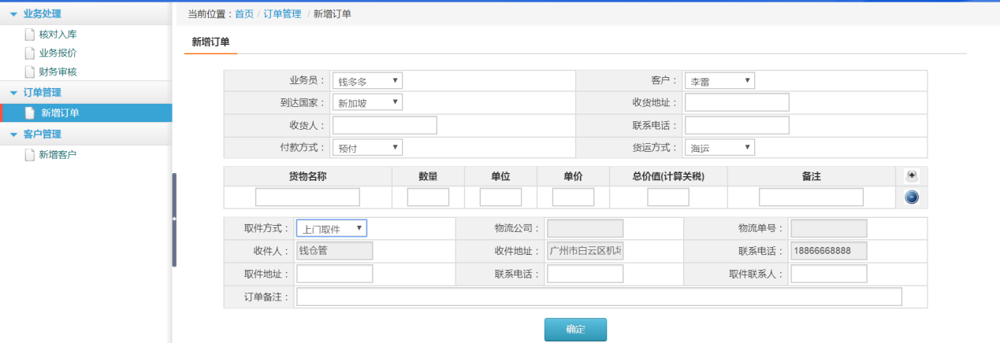 业务处理
核对入库
业务报价
财务审核
订单管理
新增订单
客户管理
新增客户
当前位置：首页 / 订单管理 / 新增订单
新增订单
业务员： 钱多多 客户： 李雷
到达国家： 新加坡 收货地址：
收货人： 联系电话：
付款方式： 预付 货运方式： 海运
货物名称 数量 单位 单价 总价值(计算关税) 备注
取件方式： 上门取件 物流公司： 物流单号：
收件人： 钱仓管 收件地址： 广州市白云区机场 联系电话： 18866668888
取件地址： 联系电话： 取件联系人：
订单备注：
确定